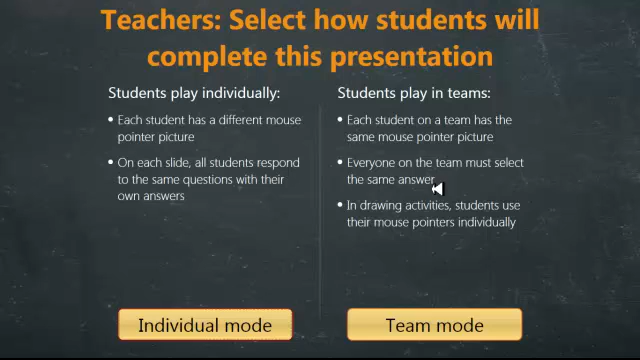 Teachers: Select how students will
complete this presentation
Students play individually:
• Each student has a different mouse
pointer picture
• On each slide, all students respond
to the same questions with their
own answers
Students play in teams:
• Each student on a team has the
same mouse pointer picture
• Everyone on the team must select
the same answer
• In drawing activities, students use
their mouse pointers individually
Individual mode
Team mode